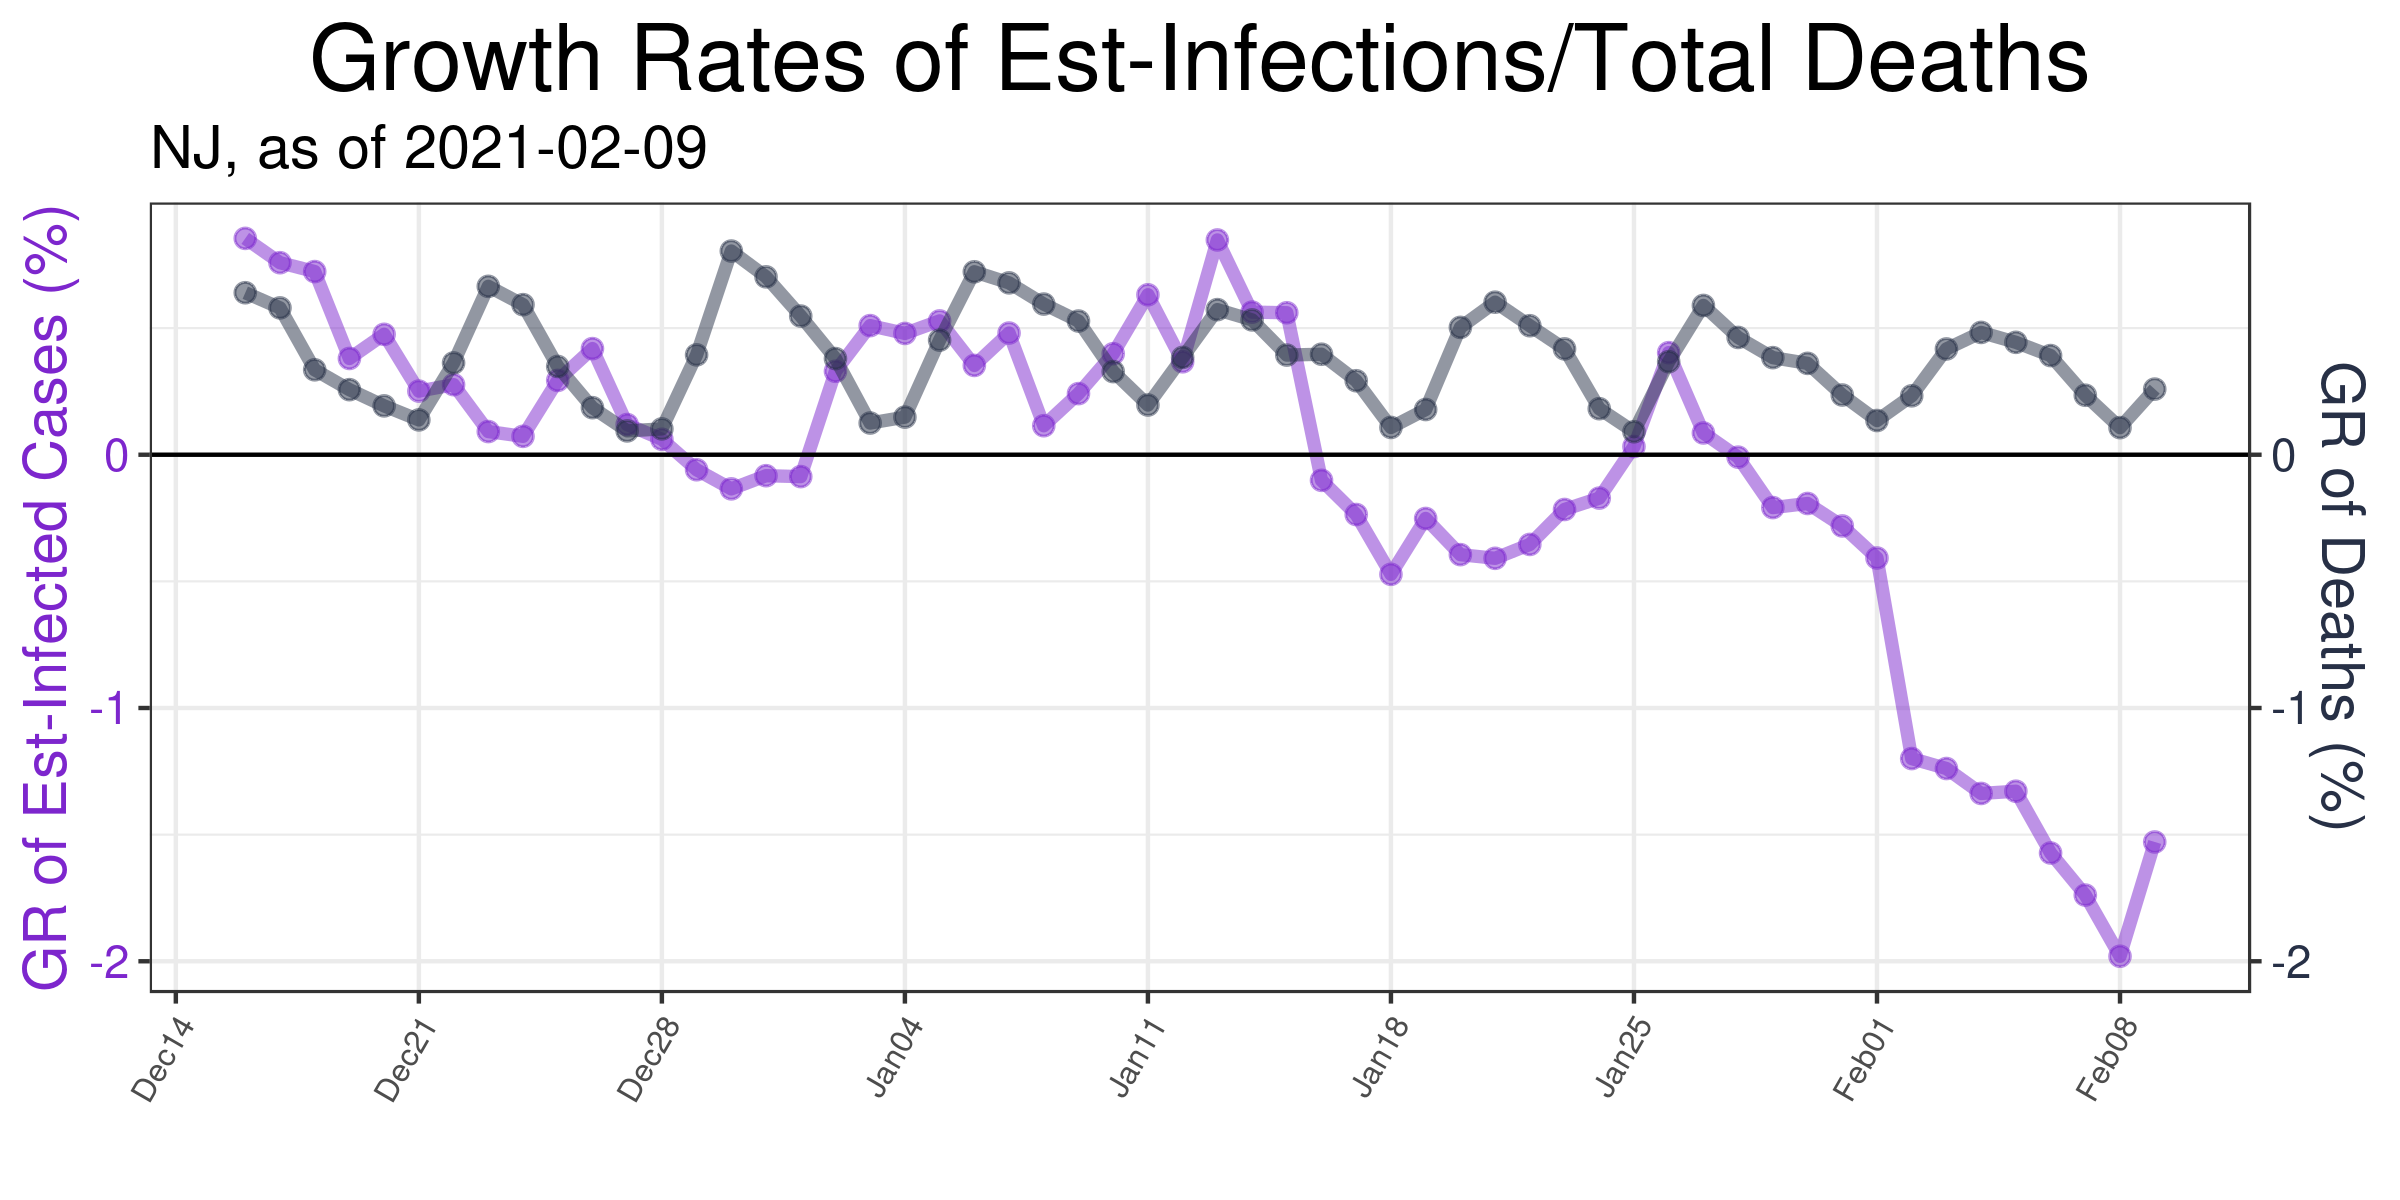 Growth Rates of Est-Infections/Total Deaths
NJ, as of 2021-02-09
GR of Est-Infected Cases (%)
0
-1
-2
0
-1
-2
GR of Deaths (%)
Dec14
Dec21
Dec28
Jan04
Jan11
Jan18
Jan25
Feb01
Feb08